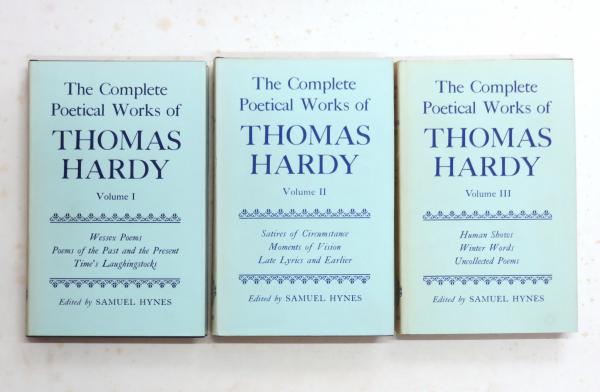 The Complete
Poetical Works of
THOMAS
HARDY
Volume I
Wessex Poems
Poems of the Past and the Present
Time's Laughingstocks
Edited by SAMUEL HYNES
The Complete
Poetical Works of
THOMAS
HARDY
Volume II
Satires of Circumstance
Moments of Vision
Late Lyrics and Earlier
Edited by SAMUEL HYNES
The Complete
Poetical Works of
THOMAS
HARDY
Volume III
Human Shows
Winter Words
Uncollected Poems
Edited by SAMUEL HYNES